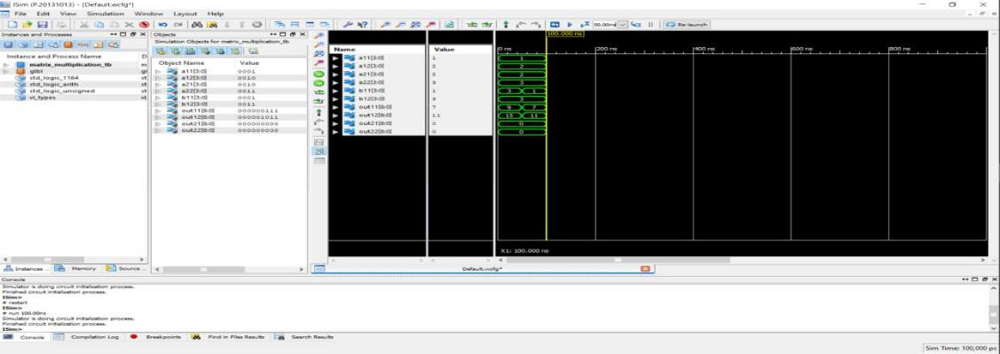 ISim (P.20131013) - [Default.wcfg*]
File Edit View Simulation Window Layout Help
Re-launch
Instances and Processes
Instance and Process Name
matrix_multiplication_tb
glbl
std_logic_1164
std_logic_arith
std_logic_unsigned
vl_types
Instances ... Memory Source ...
Objects
Simulation Objects for matrix_multiplication_tb
Object Name Value
a11[3:0] 0001
a12[3:0] 0010
a21[3:0] 0010
a22[3:0] 0011
b11[3:0] 0001
b12[3:0] 0011
out11[8:0] 000000111
out12[8:0] 000001011
out21[8:0] 000000000
out22[8:0] 000000000
Name Value
a11[3:0] 1
a12[3:0] 2
a21[3:0] 2
a22[3:0] 3
b11[3:0] 1
b12[3:0] 3
out11[8:0] 7
out12[8:0] 11
out21[8:0] 0
out22[8:0] 0
100.000 ns
0 ns 200 ns 400 ns 600 ns 800 ns
1
2
2
3
3 1
3
9 7
15 11
0
0
X1: 100.000 ns
Default.wcfg*
Console
Simulator is doing circuit initialization process.
Finished circuit initialization process.
ISim>
# restart
ISim>
# run 100.00ns
Simulator is doing circuit initialization process.
Finished circuit initialization process.
ISim>
Console Compilation Log Breakpoints Find in Files Results Search Results
Sim Time: 100,000 ps